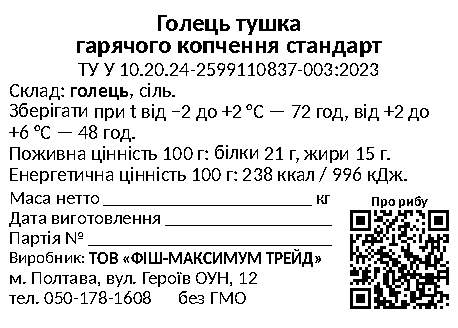 Голець тушка
гарячого копчення стандарт
ТУ У 10.20.24-2599110837-003:2023
Склад: голець, сіль.
Зберігати при t від −2 до +2 °С — 72 год, від +2 до
+6 °С — 48 год.
Поживна цінність 100 г: білки 21 г, жири 15 г.
Енергетична цінність 100 г: 238 ккал / 996 кДж.
Маса нетто ______________________ кг
Дата виготовлення _________________
Партія № _________________________
Про рибу
Виробник: ТОВ «ФІШ-МАКСИМУМ ТРЕЙД»
м. Полтава, вул. Героїв ОУН, 12
тел. 050-178-1608 без ГМО